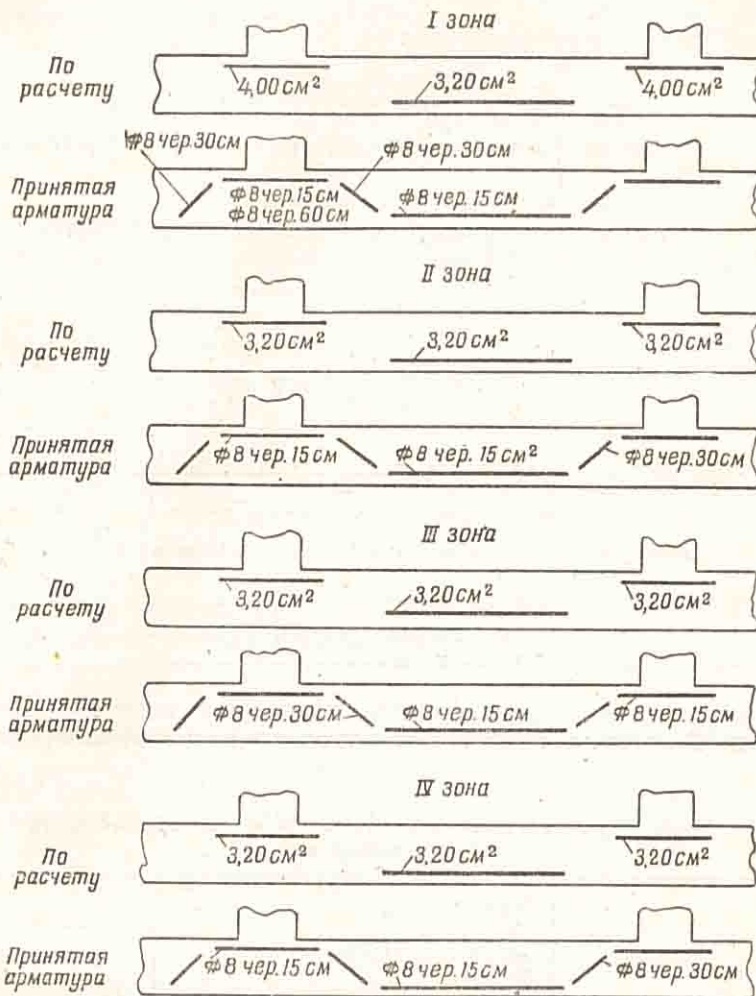 I зона
По
расчету
4,00 см²
3,20 см²
4,00 см²
Ф8 чер. 30 см
Ф8 чер. 30 см
Принятая
арматура
Ф8 чер. 15 см
Ф8 чер. 60 см
Ф8 чер. 15 см
II зона
По
расчету
3,20 см²
3,20 см²
3,20 см²
Принятая
арматура
Ф8 чер. 15 см
Ф8 чер. 15 см²
Ф8 чер. 30 см
III зона
По
расчету
3,20 см²
3,20 см²
3,20 см²
Принятая
арматура
Ф8 чер. 30 см
Ф8 чер. 15 см
Ф8 чер. 15 см
IV зона
По
расчету
3,20 см²
3,20 см²
3,20 см²
Принятая
арматура
Ф8 чер. 15 см
Ф8 чер. 15 см
Ф8 чер. 30 см